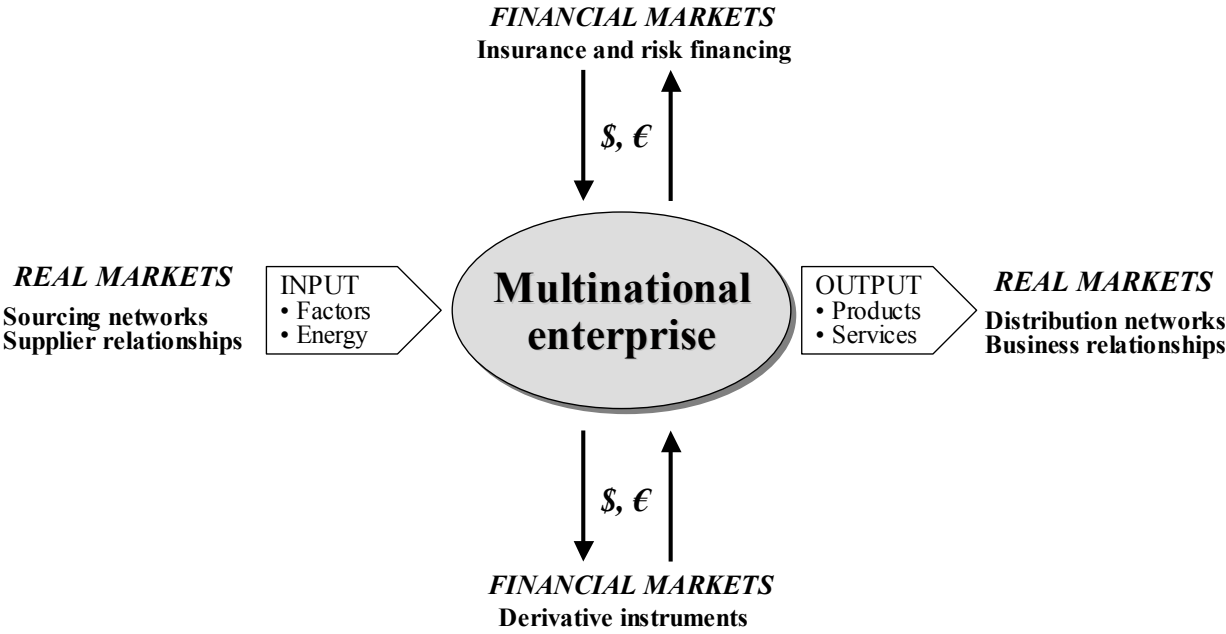 FINANCIAL MARKETS
Insurance and risk financing
$, €
REAL MARKETS
Sourcing networks
Supplier relationships
INPUT
• Factors
• Energy
Multinational
enterprise
OUTPUT
• Products
• Services
REAL MARKETS
Distribution networks
Business relationships
$, €
FINANCIAL MARKETS
Derivative instruments